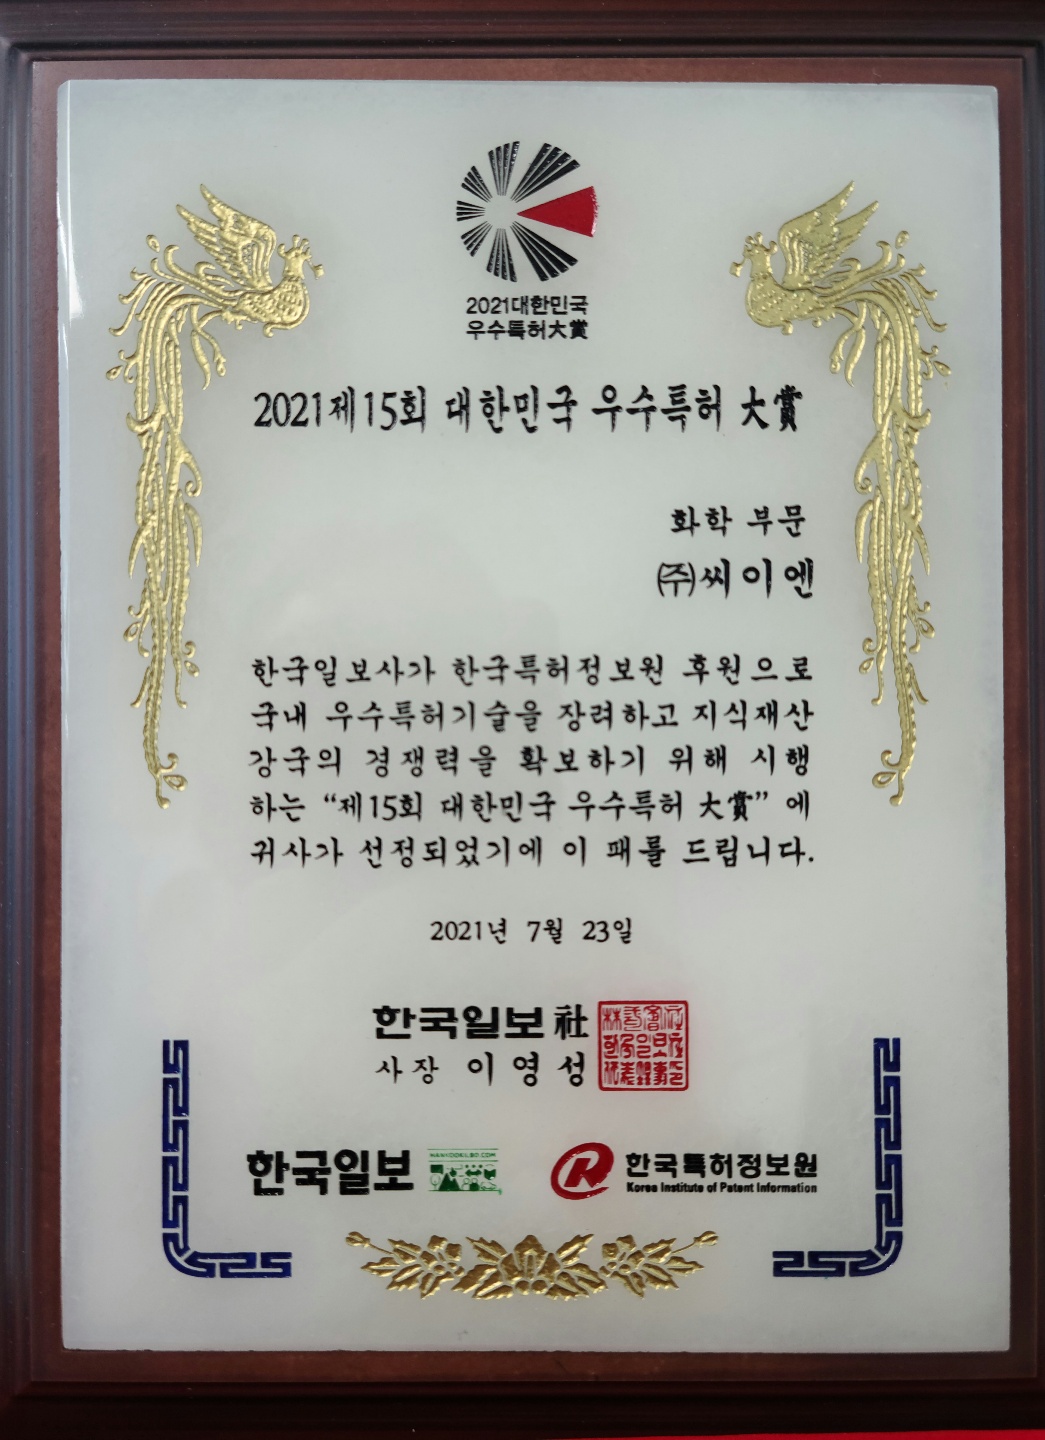 2021대한민국
우수특허大賞
2021제15회 대한민국 우수특허 大賞
화학 부문
㈜씨이엔
한국일보사가 한국특허정보원 후원으로
국내 우수특허기술을 장려하고 지식재산
강국의 경쟁력을 확보하기 위해 시행
하는 “제15회 대한민국 우수특허 大賞” 에
귀사가 선정되었기에 이 패를 드립니다.
2021년 7월 23일
한국일보社
사장 이영성
한국일보
HANKOOKILBO.COM
한국특허정보원
Korea Institute of Patent Information